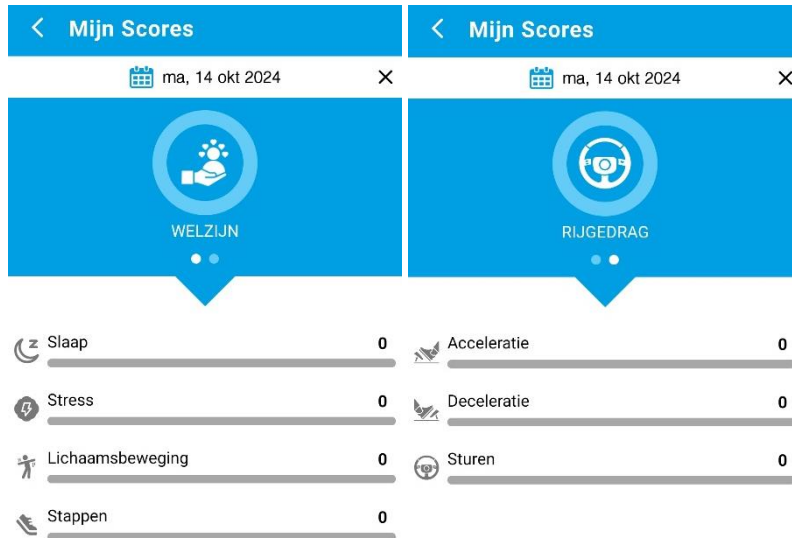 Mijn Scores
ma, 14 okt 2024
WELZIJN
Slaap 0
Stress 0
Lichaamsbeweging 0
Stappen 0
Mijn Scores
ma, 14 okt 2024
RIJGEDRAG
Acceleratie 0
Deceleratie 0
Sturen 0